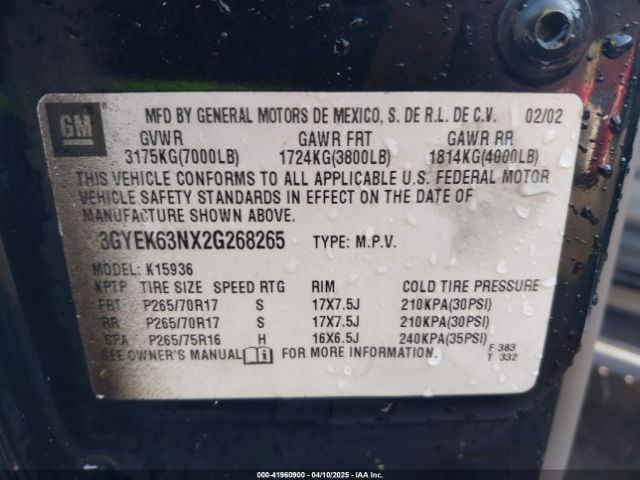 GM
MFD BY GENERAL MOTORS DE MEXICO, S. DE R.L. DE C.V. 02/02
GVWR GAWR FRT GAWR RR
3175KG(7000LB) 1724KG(3800LB) 1814KG(4000LB)
THIS VEHICLE CONFORMS TO ALL APPLICABLE U.S. FEDERAL MOTOR
VEHICLE SAFETY STANDARDS IN EFFECT ON THE DATE OF
MANUFACTURE SHOWN ABOVE.
3GYEK63NX2G268265 TYPE: M.P.V.
MODEL: K15936
KPTP TIRE SIZE SPEED RTG RIM COLD TIRE PRESSURE
FRT P265/70R17 S 17X7.5J 210KPA(30PSI)
RR P265/70R17 S 17X7.5J 210KPA(30PSI)
SPA P265/75R16 H 16X6.5J 240KPA(35PSI)
SEE OWNER'S MANUAL FOR MORE INFORMATION.
F 383
T 332
000-41960900 - 04/10/2025 - IAAI.COM